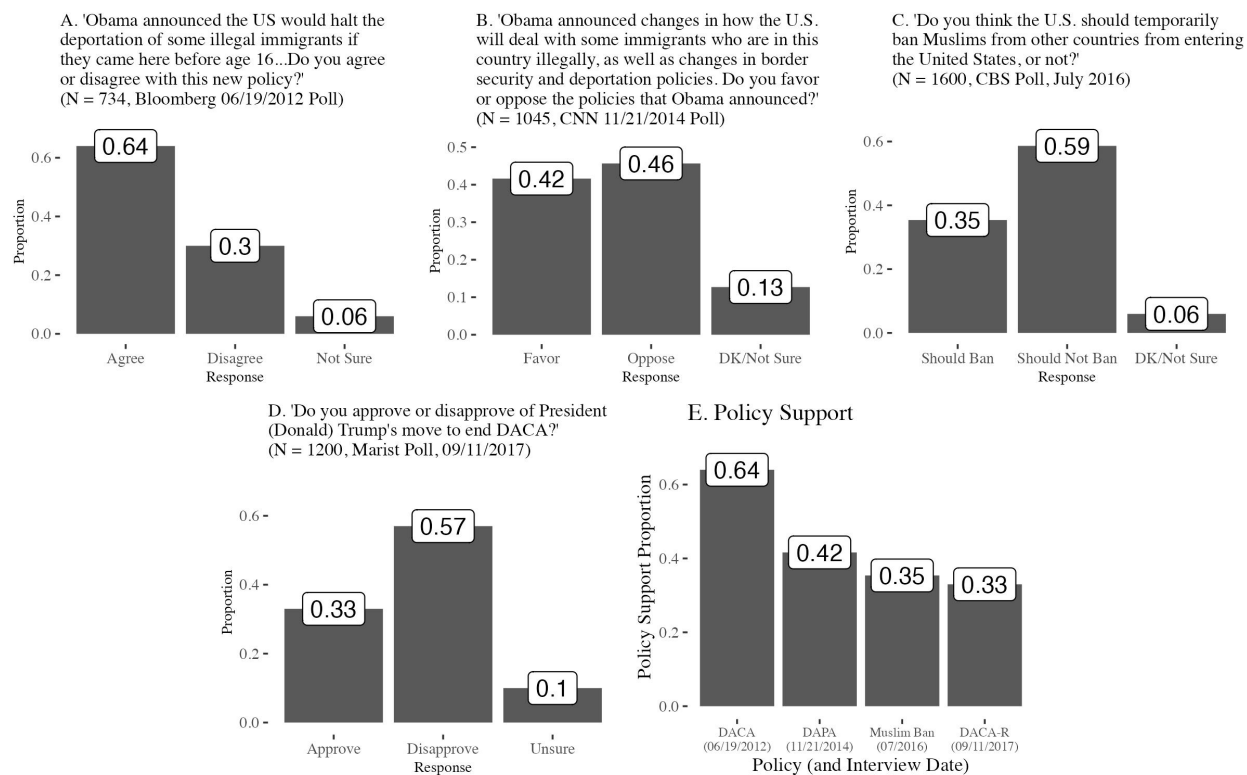 A. 'Obama announced the US would halt the
deportation of some illegal immigrants if
they came here before age 16...Do you agree
or disagree with this new policy?'
(N = 734, Bloomberg 06/19/2012 Poll)
Proportion
0.6
0.4
0.2
0.0
0.64
0.3
0.06
Agree
Disagree
Not Sure
Response
B. 'Obama announced changes in how the U.S.
will deal with some immigrants who are in this
country illegally, as well as changes in border
security and deportation policies. Do you favor
or oppose the policies that Obama announced?'
(N = 1045, CNN 11/21/2014 Poll)
Proportion
0.5
0.4
0.3
0.2
0.1
0.0
0.42
0.46
0.13
Favor
Oppose
DK/Not Sure
Response
C. 'Do you think the U.S. should temporarily
ban Muslims from other countries from entering
the United States, or not?'
(N = 1600, CBS Poll, July 2016)
Proportion
0.6
0.4
0.2
0.0
0.35
0.59
0.06
Should Ban
Should Not Ban
DK/Not Sure
Response
D. 'Do you approve or disapprove of President
(Donald) Trump's move to end DACA?'
(N = 1200, Marist Poll, 09/11/2017)
Proportion
0.6
0.4
0.2
0.0
0.33
0.57
0.1
Approve
Disapprove
Unsure
Response
E. Policy Support
Policy Support Proportion
0.6
0.4
0.2
0.0
0.64
0.42
0.35
0.33
DACA
(06/19/2012)
DAPA
(11/21/2014)
Muslim Ban
(07/2016)
DACA-R
(09/11/2017)
Policy (and Interview Date)